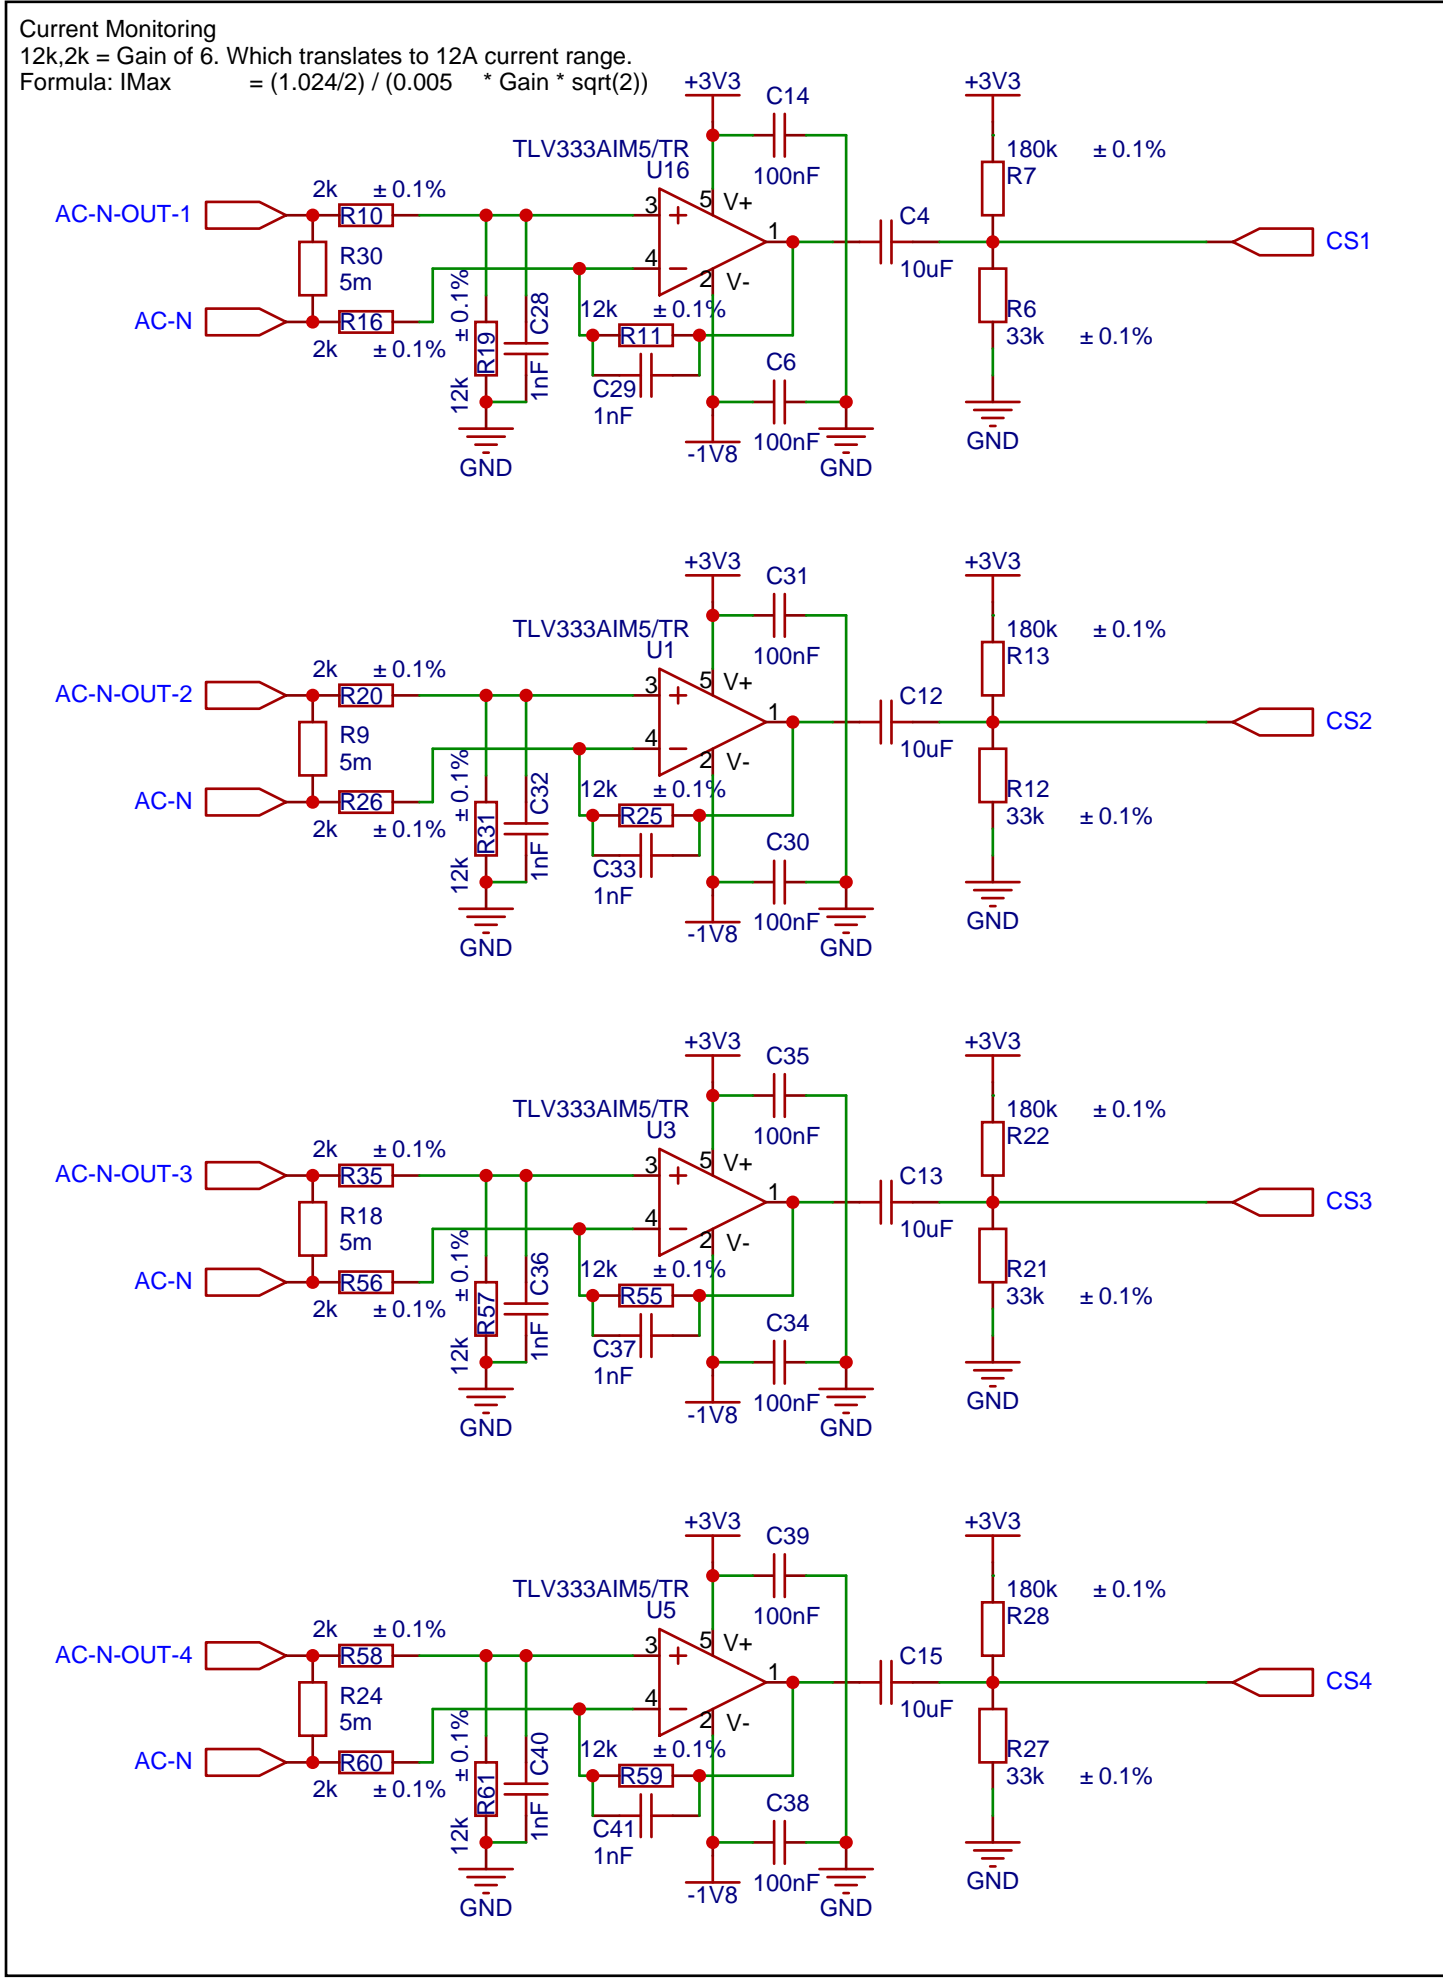 Current Monitoring
12k,2k = Gain of 6. Which translates to 12A current range.
Formula: IMax = (1.024/2) / (0.005 * Gain * sqrt(2))
+3V3
C14
+3V3
TLV333AIM5/TR
U16
100nF
180k ± 0.1%
R7
2k ± 0.1%
AC-N-OUT-1
R10
3
5
V+
1
C4
10uF
CS1
R30
5m
4
2
V-
AC-N
R16
2k ± 0.1%
± 0.1%
R19
12k
C28
1nF
12k ± 0.1%
R11
C29
1nF
C6
100nF
R6
33k ± 0.1%
GND
-1V8
GND
GND
+3V3
C31
+3V3
TLV333AIM5/TR
U1
100nF
180k ± 0.1%
R13
2k ± 0.1%
AC-N-OUT-2
R20
3
5
V+
1
C12
10uF
CS2
R9
5m
4
2
V-
AC-N
R26
2k ± 0.1%
± 0.1%
R31
12k
C32
1nF
12k ± 0.1%
R25
C33
1nF
C30
100nF
R12
33k ± 0.1%
GND
-1V8
GND
GND
+3V3
C35
+3V3
TLV333AIM5/TR
U3
100nF
180k ± 0.1%
R22
2k ± 0.1%
AC-N-OUT-3
R35
3
5
V+
1
C13
10uF
CS3
R18
5m
4
2
V-
AC-N
R56
2k ± 0.1%
± 0.1%
R57
12k
C36
1nF
12k ± 0.1%
R55
C37
1nF
C34
100nF
R21
33k ± 0.1%
GND
-1V8
GND
GND
+3V3
C39
+3V3
TLV333AIM5/TR
U5
100nF
180k ± 0.1%
R28
2k ± 0.1%
AC-N-OUT-4
R58
3
5
V+
1
C15
10uF
CS4
R24
5m
4
2
V-
AC-N
R60
2k ± 0.1%
± 0.1%
R61
12k
C40
1nF
12k ± 0.1%
R59
C41
1nF
C38
100nF
R27
33k ± 0.1%
GND
-1V8
GND
GND